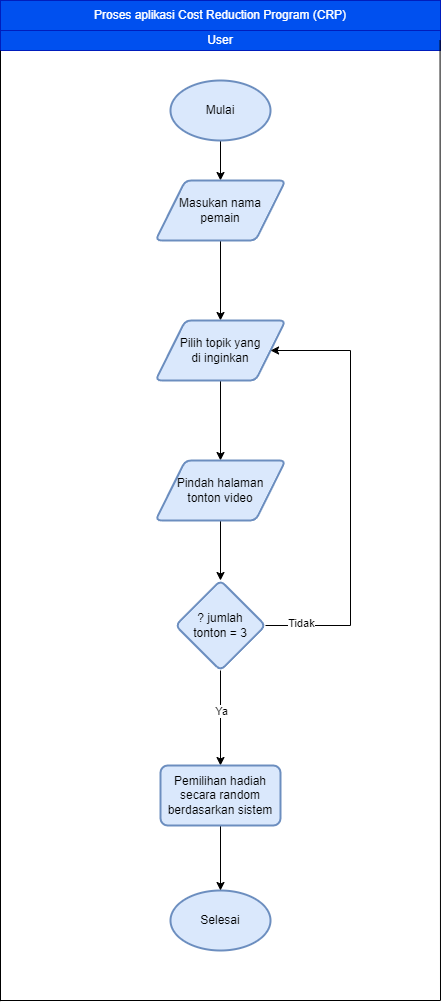 Proses aplikasi Cost Reduction Program (CRP)
User
Mulai
Masukan nama
pemain
Pilih topik yang
di inginkan
Pindah halaman
tonton video
? jumlah
tonton = 3
Tidak
Ya
Pemilihan hadiah
secara random
berdasarkan sistem
Selesai